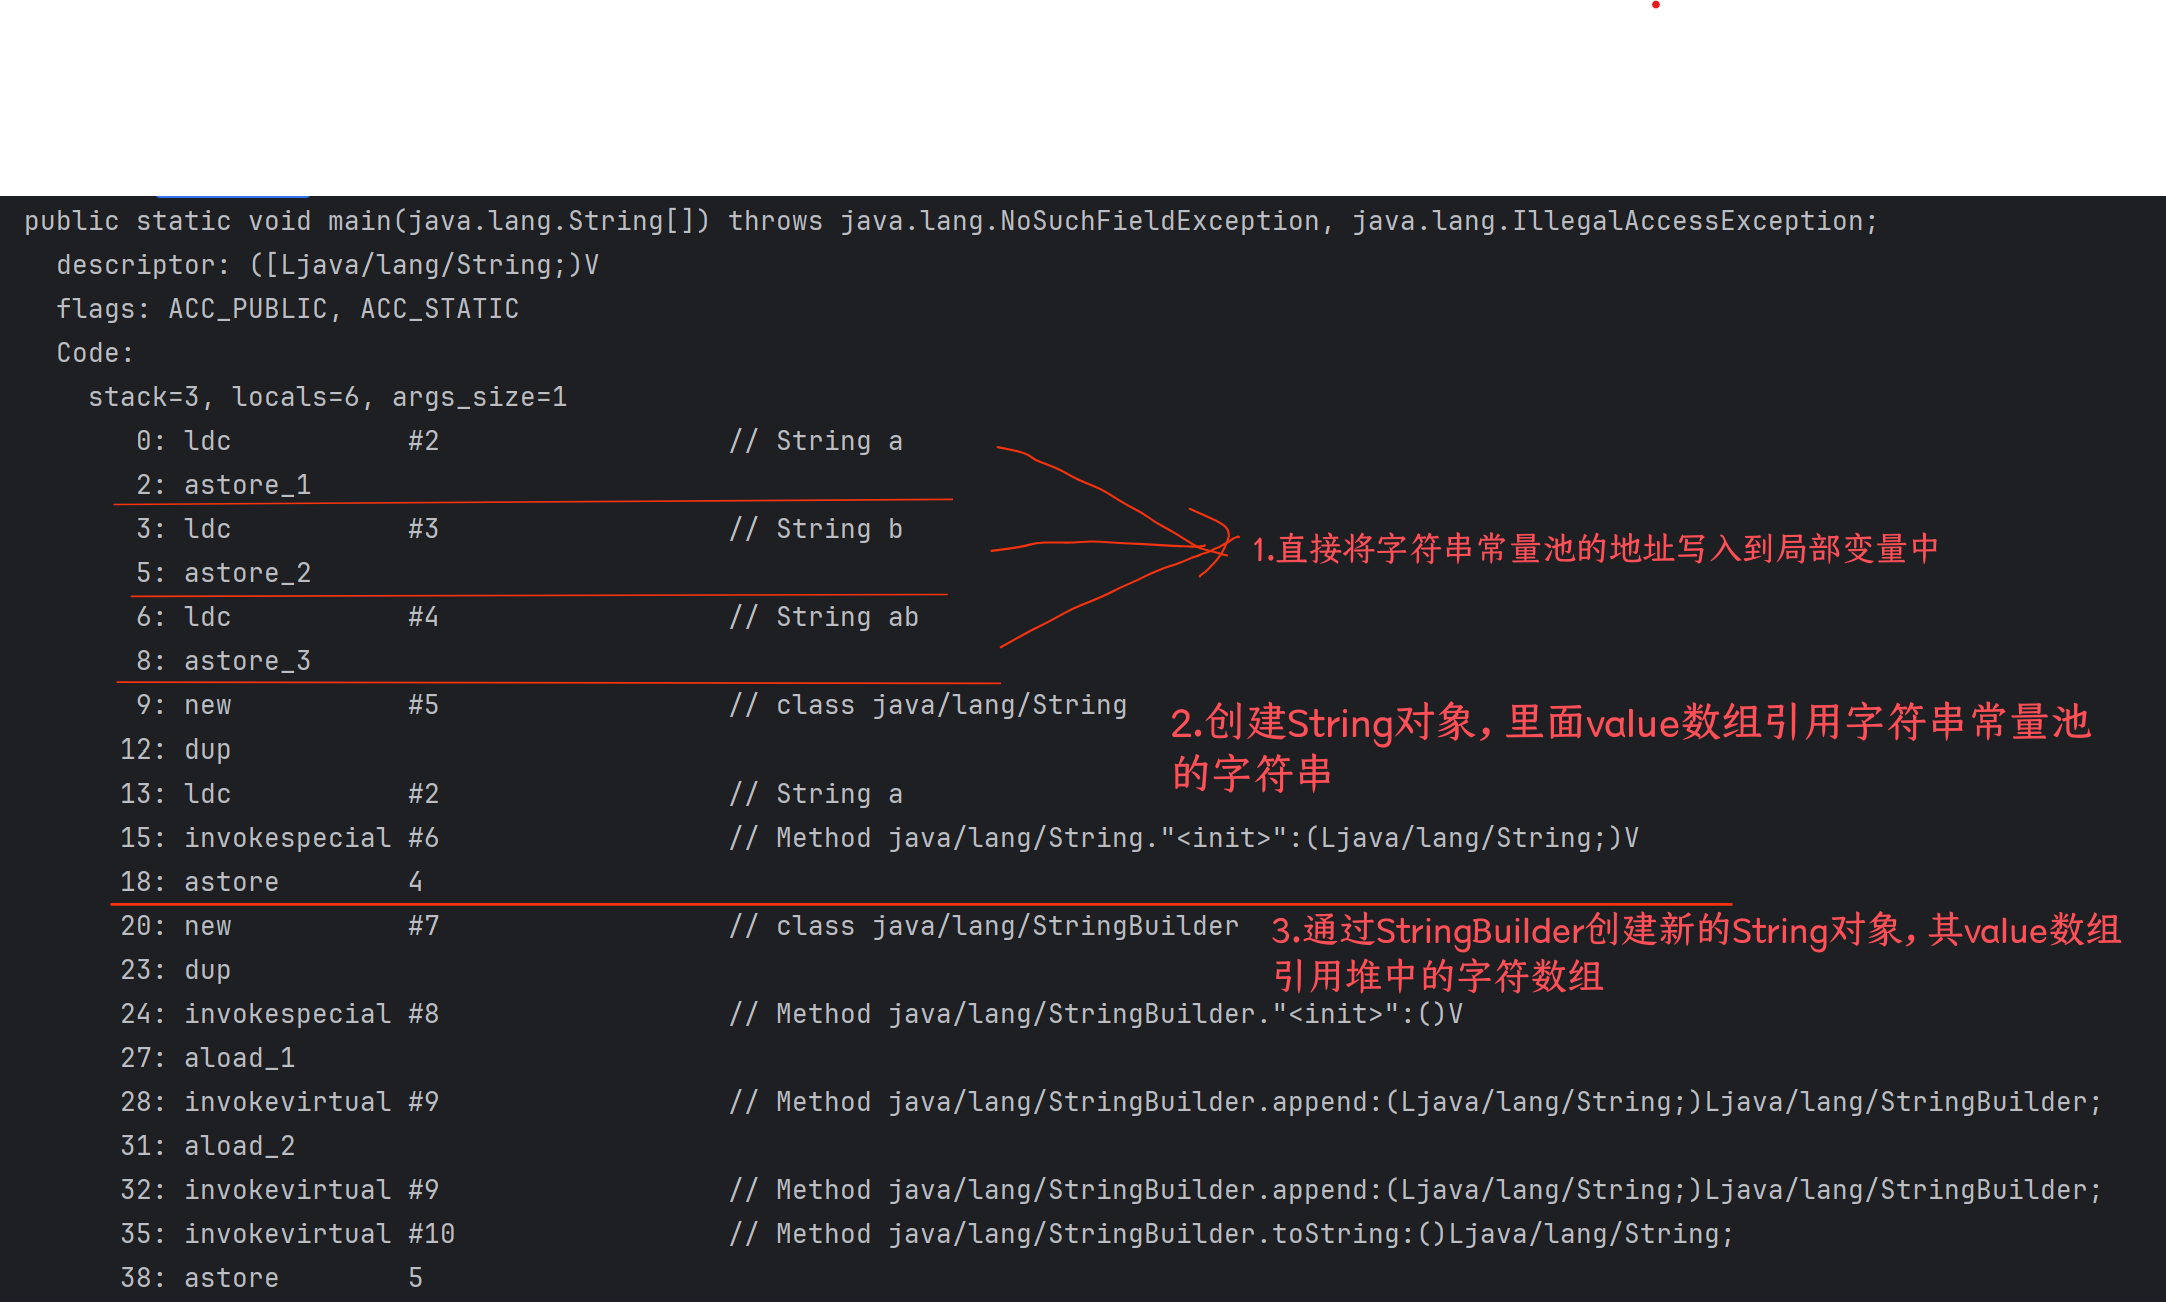 public static void main(java.lang.String[]) throws java.lang.NoSuchFieldException, java.lang.IllegalAccessException;
descriptor: ([Ljava/lang/String;)V
flags: ACC_PUBLIC, ACC_STATIC
Code:
stack=3, locals=6, args_size=1
0: ldc #2 // String a
2: astore_1
3: ldc #3 // String b
1.直接将字符串常量池的地址写入到局部变量中
5: astore_2
6: ldc #4 // String ab
8: astore_3
9: new #5 // class java/lang/String
2.创建String对象，里面value数组引用字符串常量池
的字符串
12: dup
13: ldc #2 // String a
15: invokespecial #6 // Method java/lang/String."<init>":(Ljava/lang/String;)V
18: astore 4
20: new #7 // class java/lang/StringBuilder
3.通过StringBuilder创建新的String对象，其value数组
引用堆中的字符数组
23: dup
24: invokespecial #8 // Method java/lang/StringBuilder."<init>":()V
27: aload_1
28: invokevirtual #9 // Method java/lang/StringBuilder.append:(Ljava/lang/String;)Ljava/lang/StringBuilder;
31: aload_2
32: invokevirtual #9 // Method java/lang/StringBuilder.append:(Ljava/lang/String;)Ljava/lang/StringBuilder;
35: invokevirtual #10 // Method java/lang/StringBuilder.toString:()Ljava/lang/String;
38: astore 5